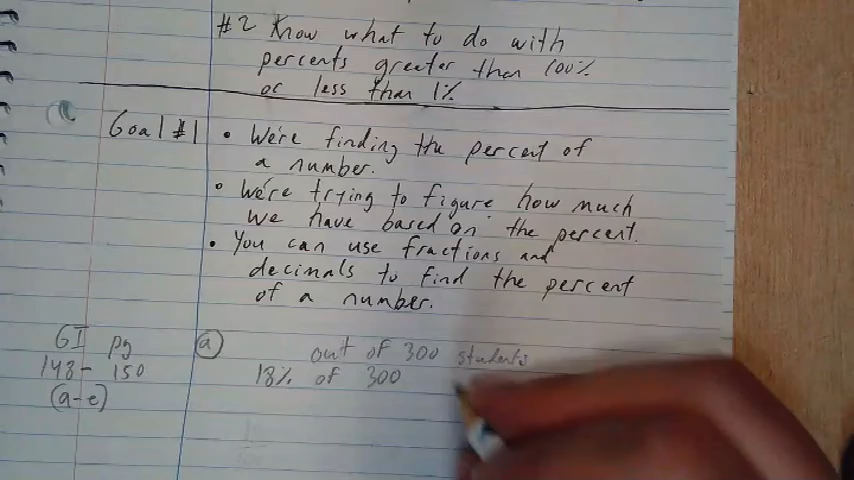 #2 Know what to do with
percents greater than 100%
or less than 1%
Goal #1 • We're finding the percent of
a number.
• We're trying to figure how much
we have based on the percent.
• You can use fractions and
decimals to find the percent
of a number.
GI pg
148- 150
(a-e)
(a) out of 300 students
18% of 300